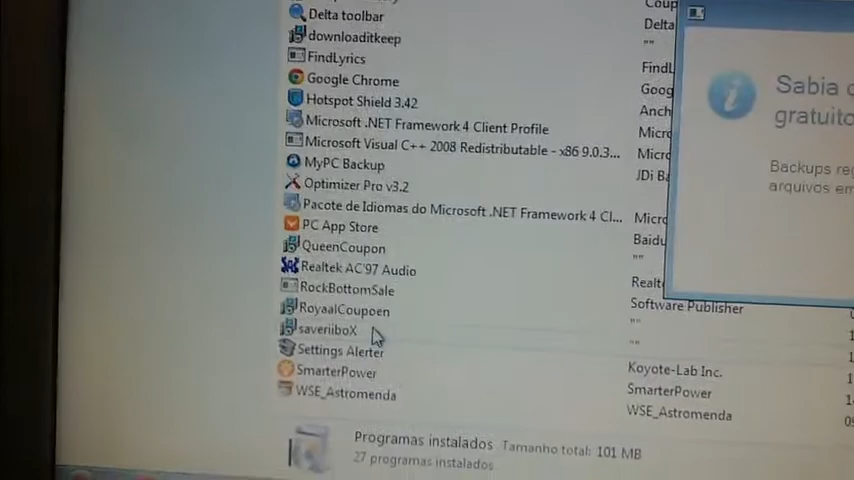 Coup
Delta toolbar Delta
downloaditkeep ""
FindLyrics FindL
Google Chrome Goog
Hotspot Shield 3.42 Anch
Microsoft .NET Framework 4 Client Profile Micro
Microsoft Visual C++ 2008 Redistributable - x86 9.0.3... Micro
MyPC Backup JDi Ba
Optimizer Pro v3.2
Pacote de Idiomas do Microsoft .NET Framework 4 Cl... Micro
PC App Store Baidu
QueenCoupon ""
Realtek AC'97 Audio Realte
RockBottomSale Software Publisher
RoyaalCoupoen ""
saveriiboX ""
Settings Alerter Koyote-Lab Inc.
SmarterPower SmarterPower
WSE_Astromenda WSE_Astromenda
Programas instalados Tamanho total: 101 MB
27 programas instalados
Sabia
gratuito
Backups re
arquivos em